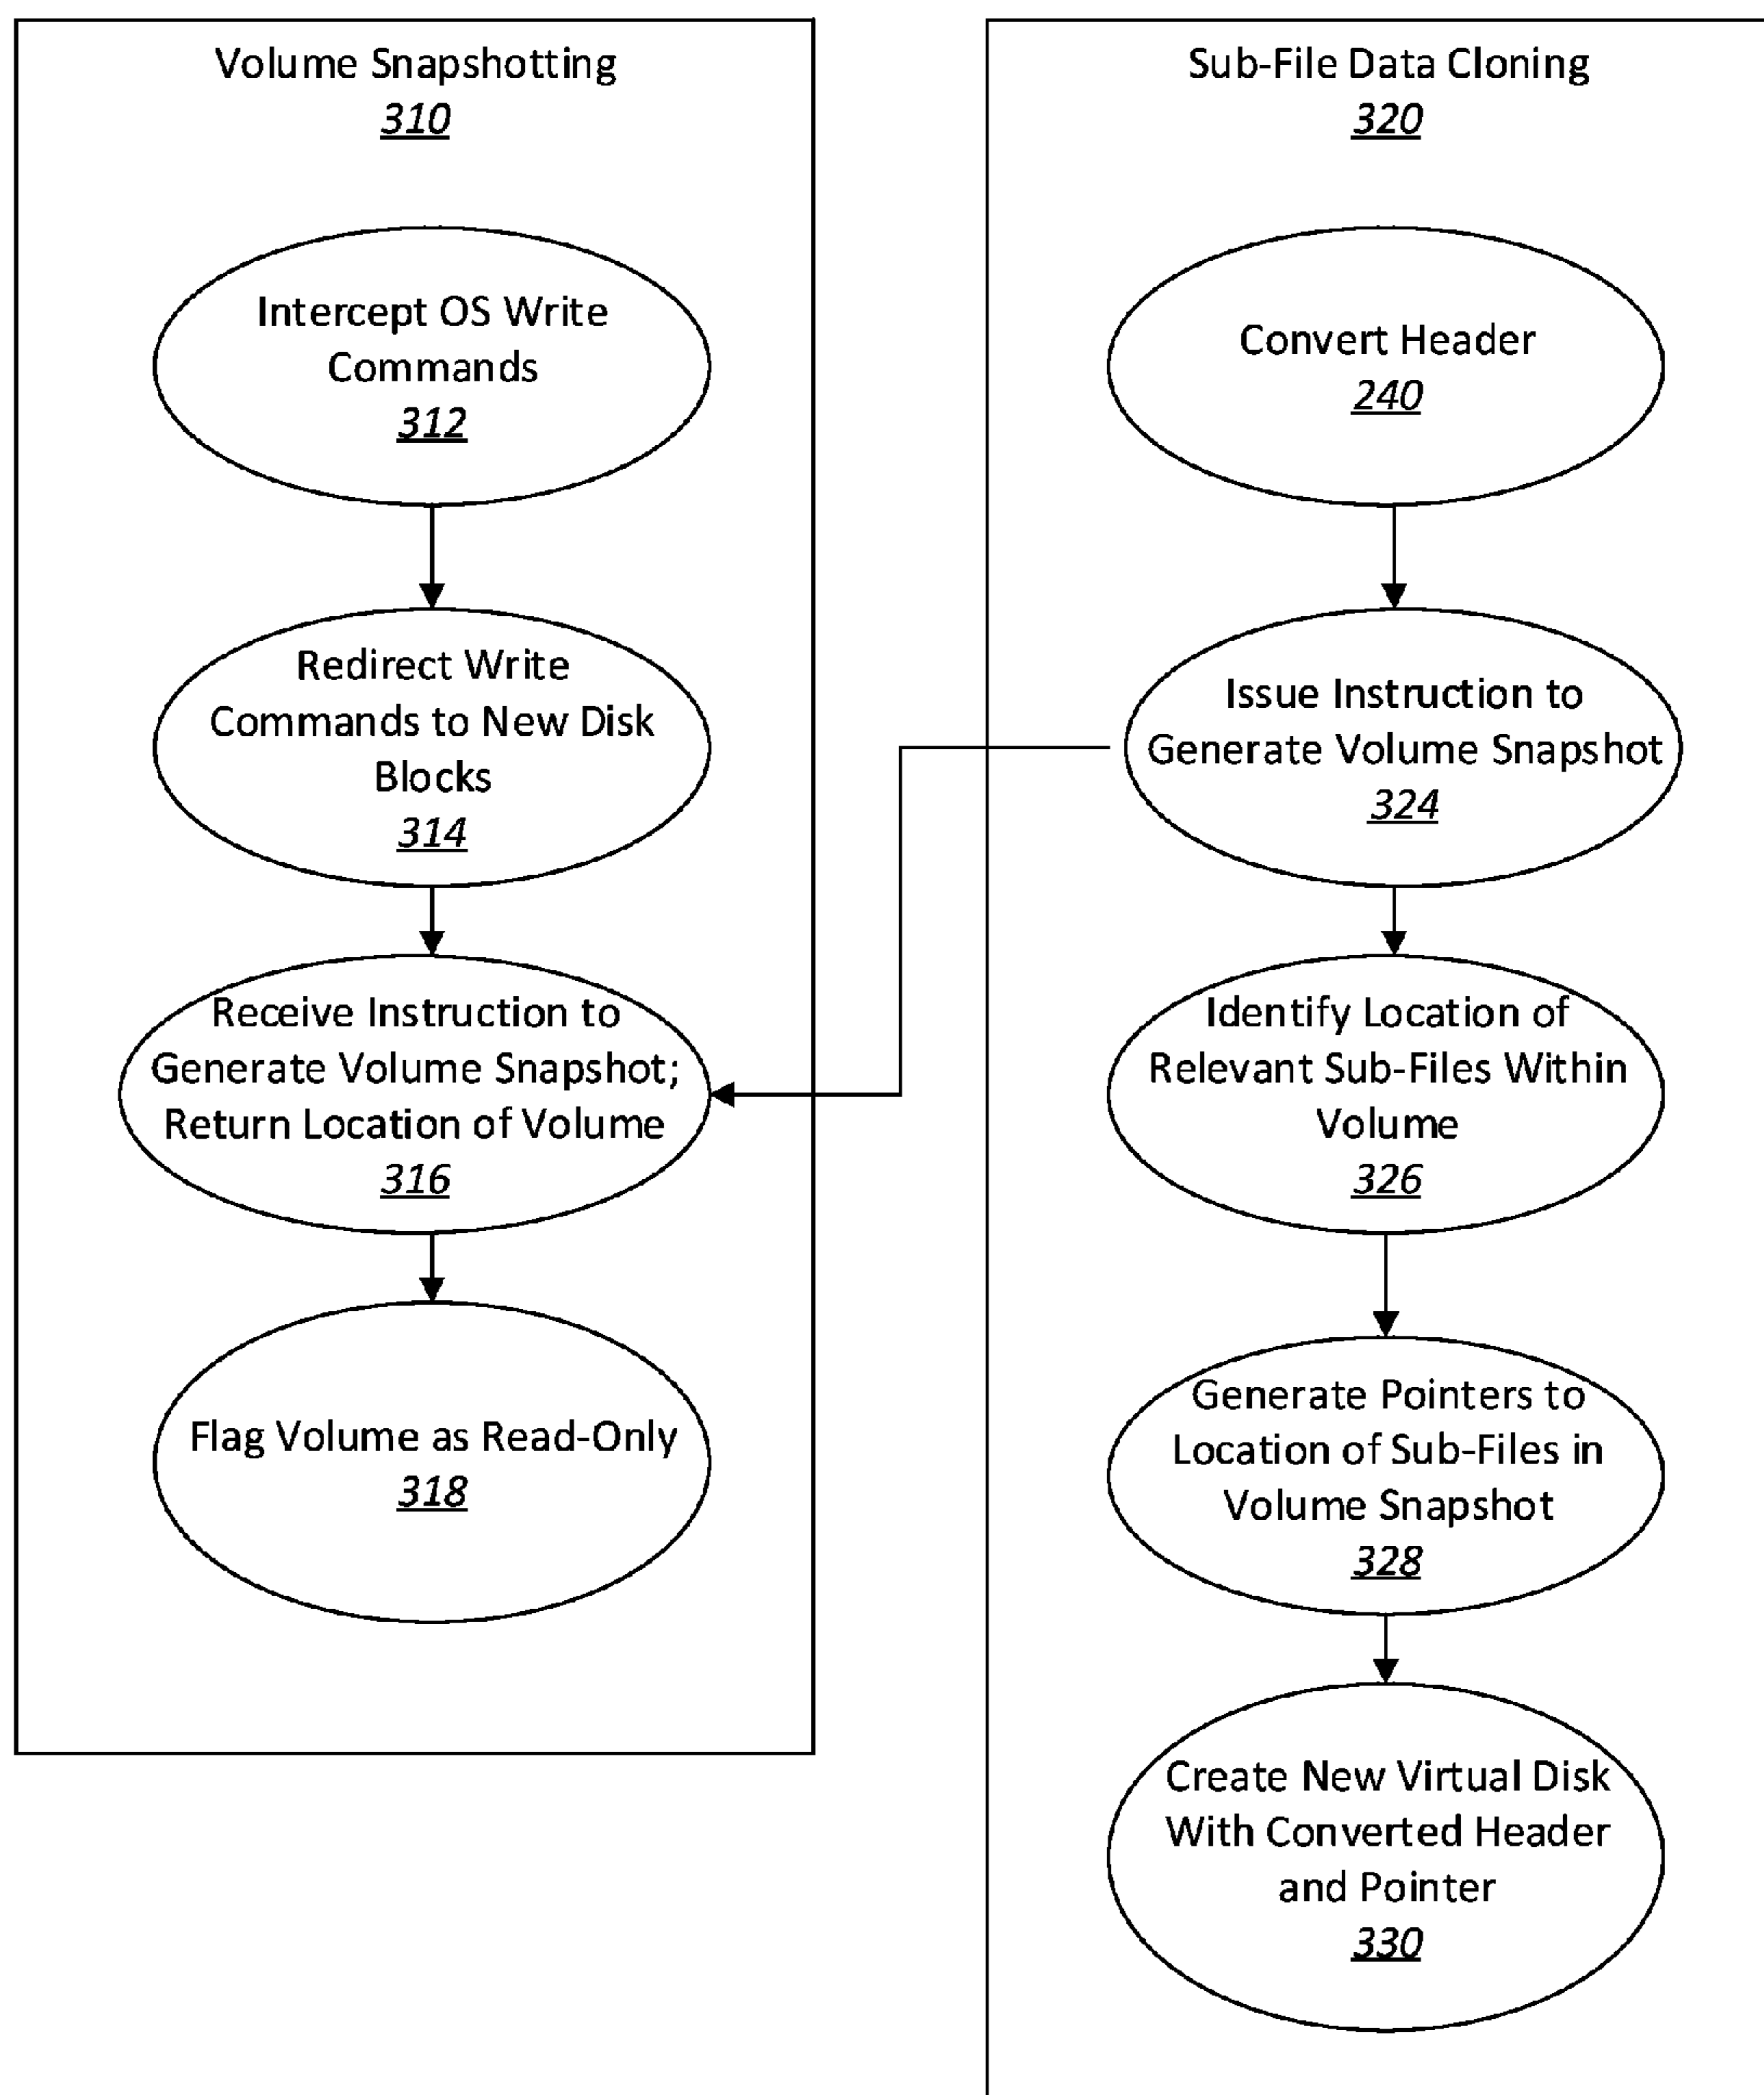 Volume Snapshotting
310
Intercept OS Write
Commands
312
Redirect Write
Commands to New Disk
Blocks
314
Receive Instruction to
Generate Volume Snapshot;
Return Location of Volume
316
Flag Volume as Read-Only
318
Sub-File Data Cloning
320
Convert Header
240
Issue Instruction to
Generate Volume Snapshot
324
Identify Location of
Relevant Sub-Files Within
Volume
326
Generate Pointers to
Location of Sub-Files in
Volume Snapshot
328
Create New Virtual Disk
With Converted Header
and Pointer
330